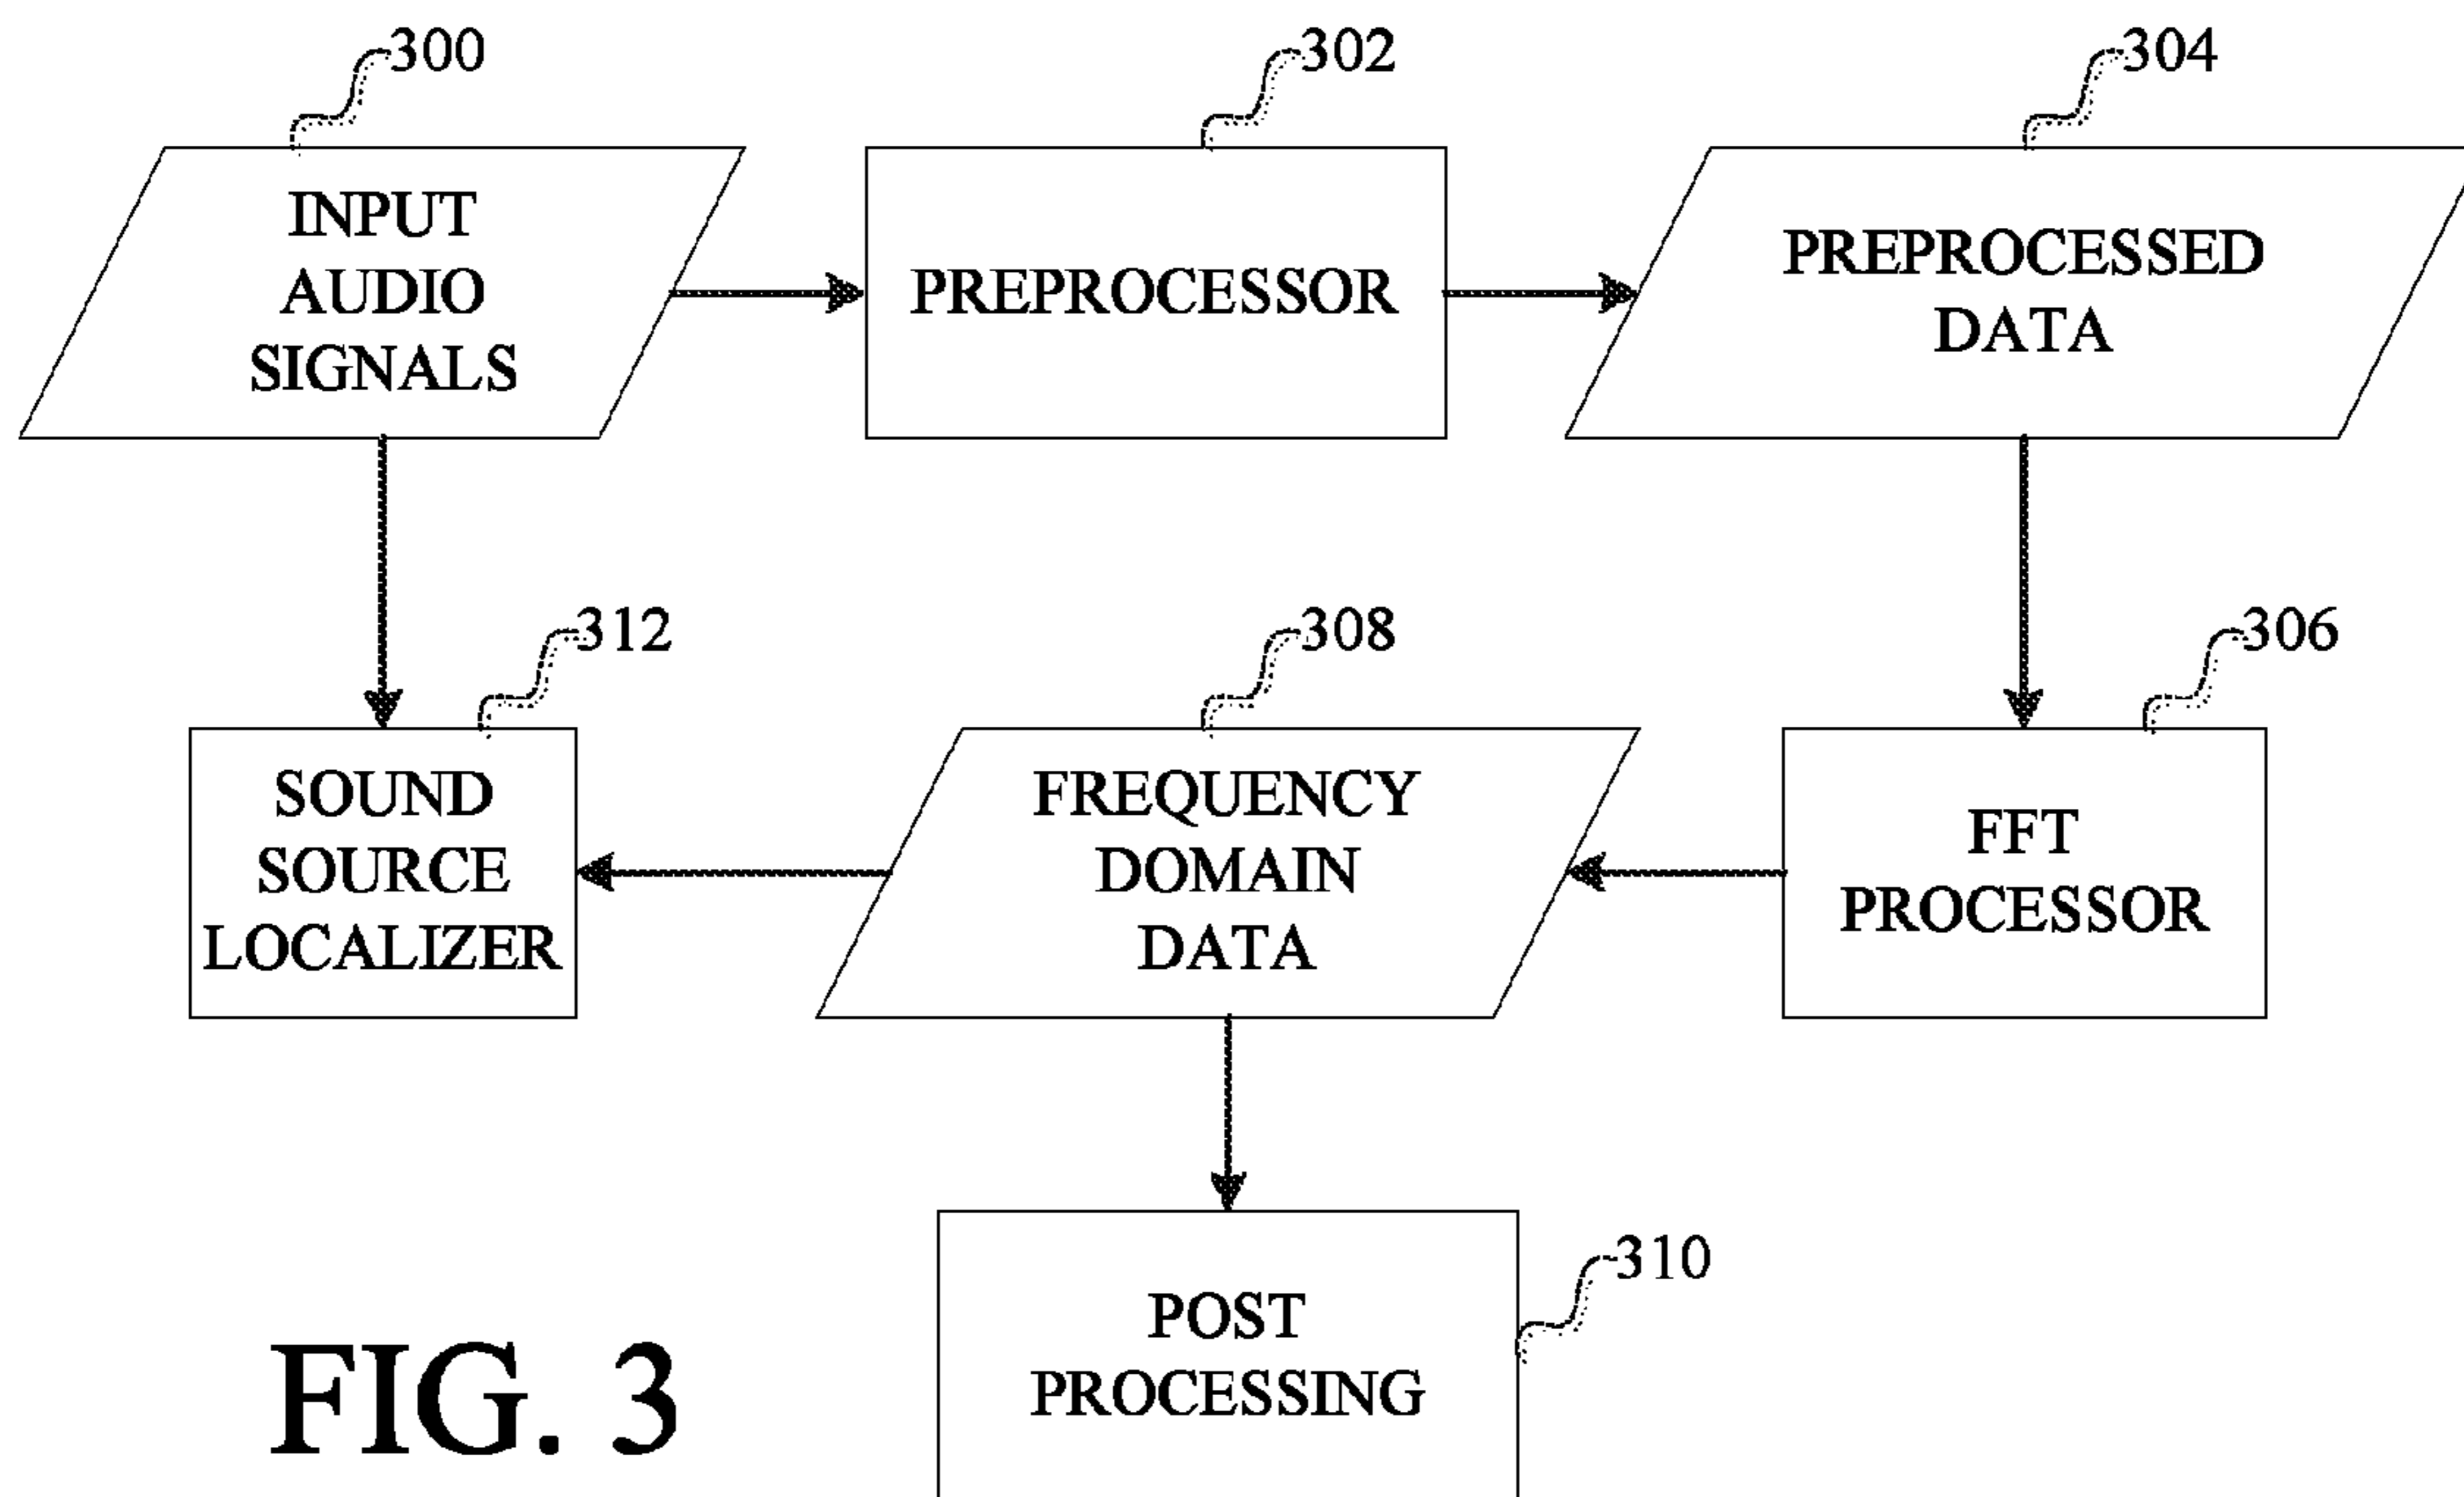 300
302
304
INPUT
AUDIO
SIGNALS
PREPROCESSOR
PREPROCESSED
DATA
312
308
306
SOUND
SOURCE
LOCALIZER
FREQUENCY
DOMAIN
DATA
FFT
PROCESSOR
310
POST
PROCESSING
FIG. 3